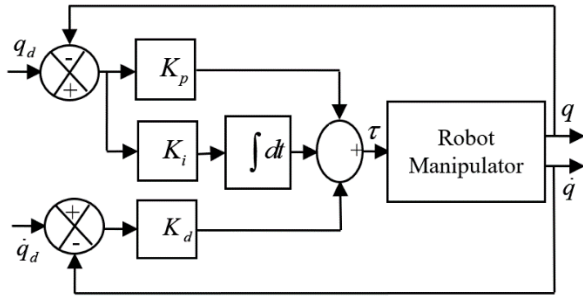 q_d
-
+
K_p
K_i
∫dt
+
τ
Robot
Manipulator
q
q̇
q̇_d
+
-
K_d